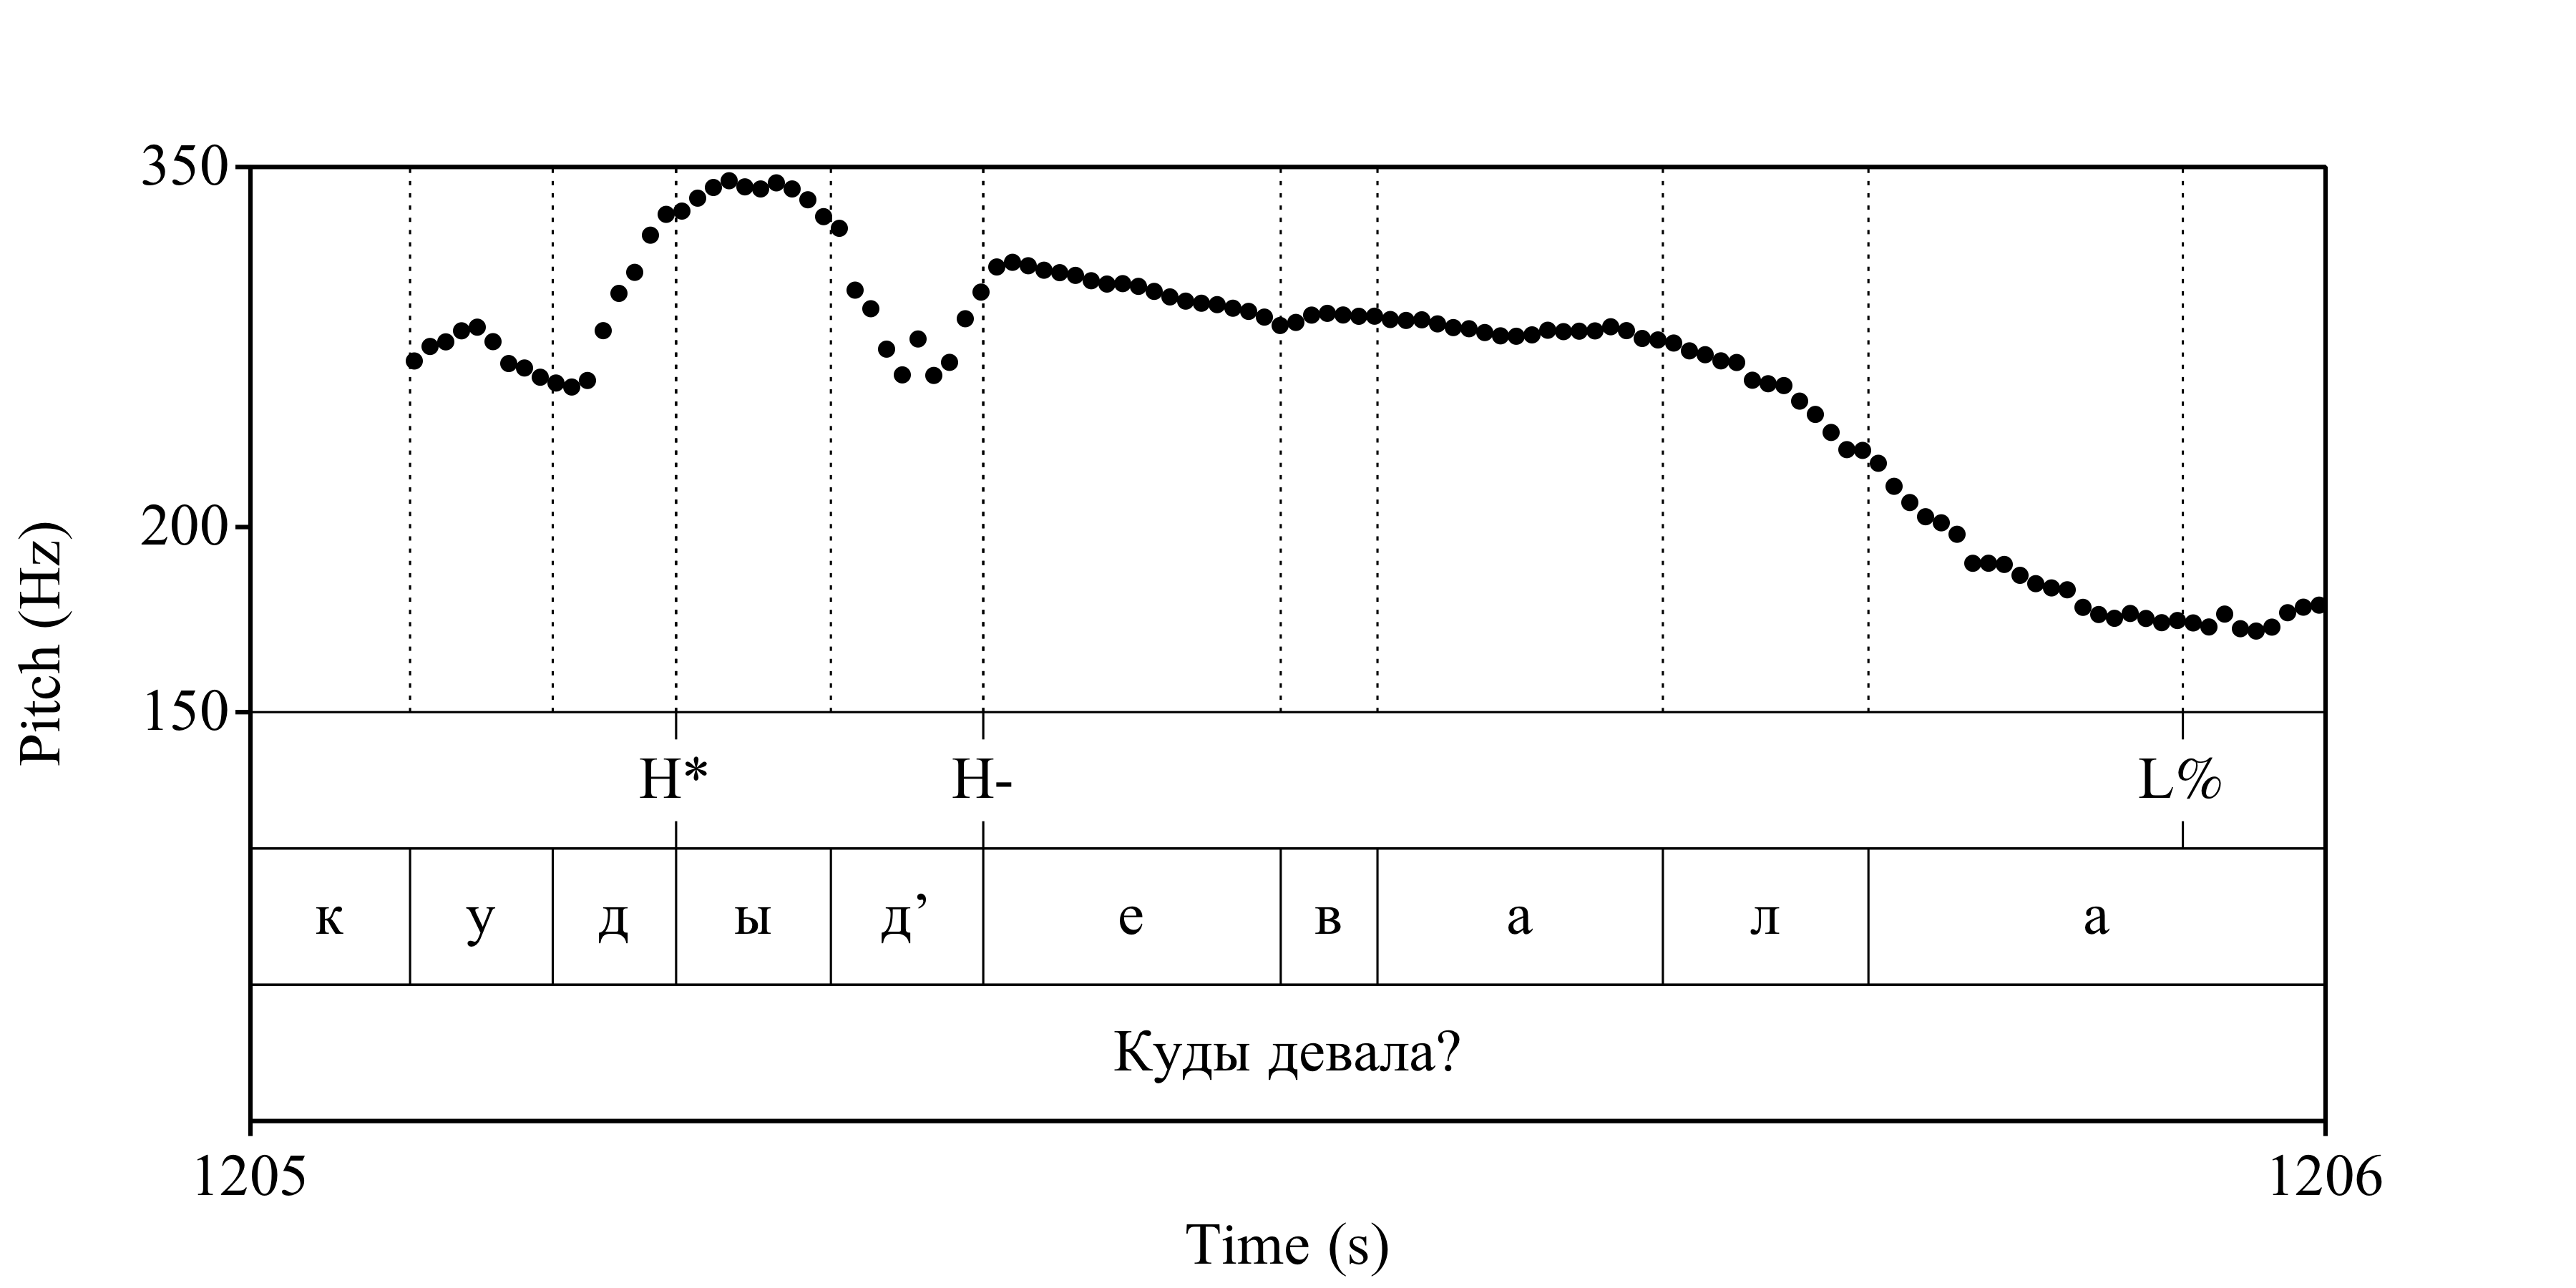 350
200
150
Pitch (Hz)
H* H- L%
к у д ы д’ е в а л а
Куды девала?
1205 1206
Time (s)